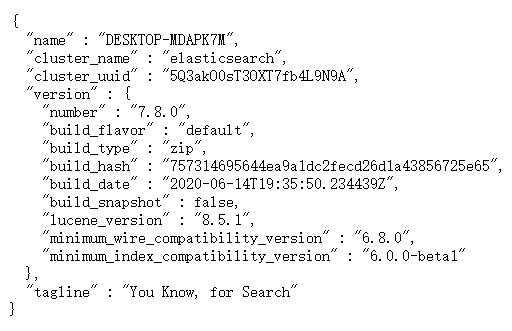 {
  "name" : "DESKTOP-MDAPK7M",
  "cluster_name" : "elasticsearch",
  "cluster_uuid" : "5Q3akO0sT3OXT7fb4L9N9A",
  "version" : {
    "number" : "7.8.0",
    "build_flavor" : "default",
    "build_type" : "zip",
    "build_hash" : "757314695644ea9a1dc2fecd26d1a43856725e65",
    "build_date" : "2020-06-14T19:35:50.234439Z",
    "build_snapshot" : false,
    "lucene_version" : "8.5.1",
    "minimum_wire_compatibility_version" : "6.8.0",
    "minimum_index_compatibility_version" : "6.0.0-beta1"
  },
  "tagline" : "You Know, for Search"
}